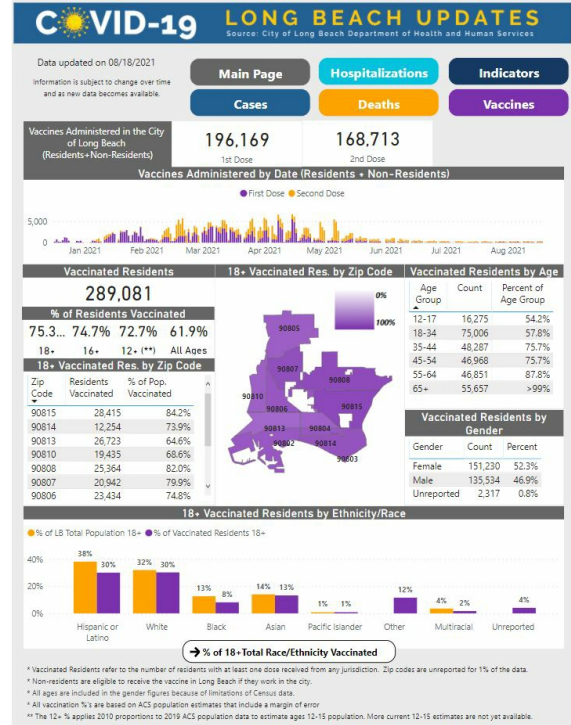 COVID-19 LONG BEACH UPDATES
Source: City of Long Beach Department of Health and Human Services
Data updated on 08/18/2021
Information is subject to change over time
and as new data becomes available.
Main Page Hospitalizations Indicators
Cases Deaths Vaccines
Vaccines Administered in the City
of Long Beach
(Residents+Non-Residents)
196,169 168,713
1st Dose 2nd Dose
Vaccines Administered by Date (Residents + Non-Residents)
First Dose Second Dose
5,000
0
Jan 2021 Feb 2021 Mar 2021 Apr 2021 May 2021 Jun 2021 Jul 2021 Aug 2021
Vaccinated Residents
289,081
% of Residents Vaccinated
75.3... 74.7% 72.7% 61.9%
18+ 16+ 12+ (**) All Ages
18+ Vaccinated Res. by Zip Code
Zip Code Residents Vaccinated % of Pop. Vaccinated
90815 28,415 84.2%
90814 12,254 73.9%
90813 26,723 64.6%
90810 19,435 68.6%
90808 25,364 82.0%
90807 20,942 79.9%
90806 23,434 74.8%
18+ Vaccinated Res. by Zip Code
0%
100%
90805
90807
90808
90810
90806
90815
90813 90804
90802 90814
90803
Vaccinated Residents by Age
Age Group Count Percent of Age Group
12-17 16,275 54.2%
18-34 75,006 57.8%
35-44 48,287 75.7%
45-54 46,968 75.7%
55-64 46,851 87.8%
65+ 55,657 >99%
Vaccinated Residents by
Gender
Gender Count Percent
Female 151,230 52.3%
Male 135,534 46.9%
Unreported 2,317 0.8%
18+ Vaccinated Residents by Ethnicity/Race
% of LB Total Population 18+ % of Vaccinated Residents 18+
40%
20%
0%
38% 30% 32% 30% 13% 8% 14% 13% 1% 1% 12% 4% 2% 4%
Hispanic or Latino White Black Asian Pacific Islander Other Multiracial Unreported
% of 18+Total Race/Ethnicity Vaccinated
* Vaccinated Residents refer to the number of residents with at least one dose received from any jurisdiction. Zip codes are unreported for 1% of the data.
* Non-residents are eligible to receive the vaccine in Long Beach if they work in the city.
* All ages are included in the gender figures because of limitations of Census data.
* All vaccination %'s are based on ACS population estimates that include a margin of error
** The 12+ % applies 2010 proportions to 2019 ACS population data to estimate ages 12-15 population. More current 12-15 estimates are not yet available.